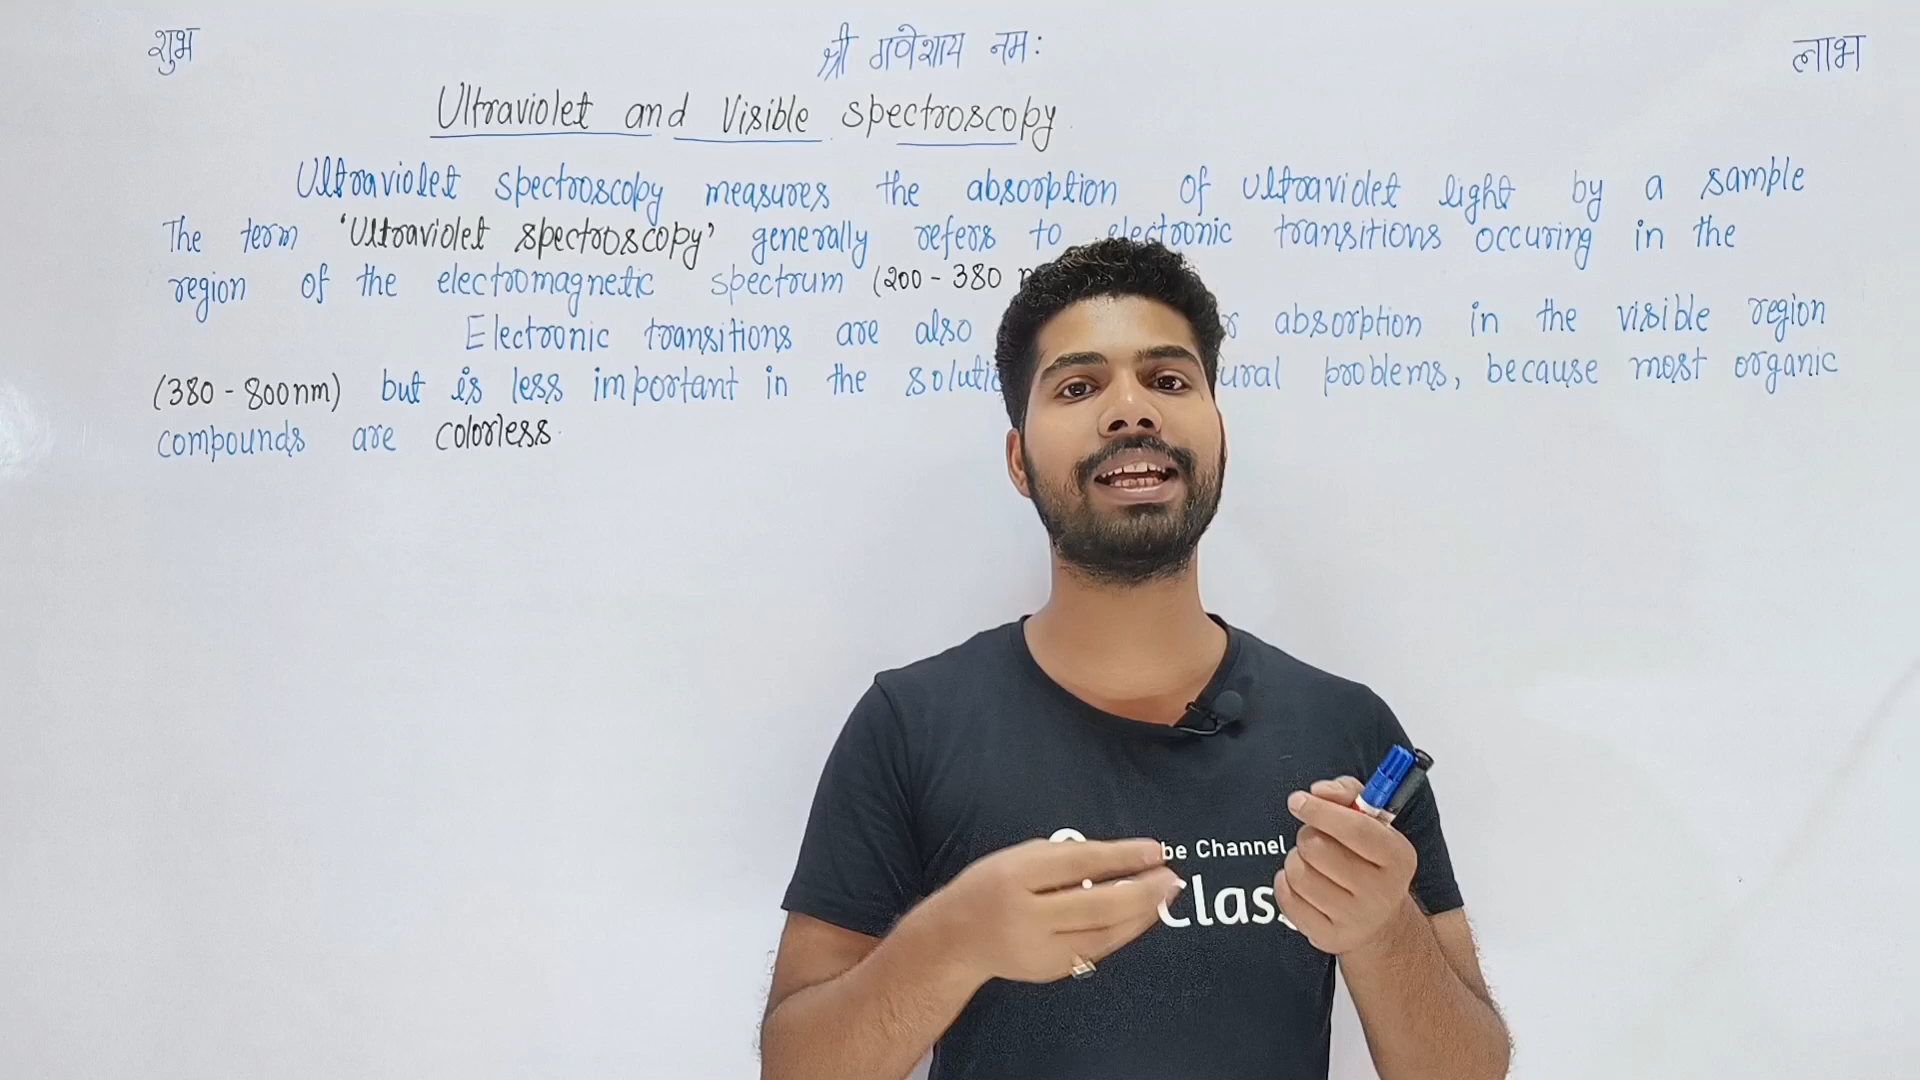 शुभ श्री गणेशाय नमः लाभ
Ultraviolet and Visible spectroscopy
Ultraviolet spectroscopy measures the absorption of ultraviolet light by a sample
The term 'Ultraviolet spectroscopy' generally refers to electronic transitions occuring in the
region of the electromagnetic spectrum (200 - 380
Electronic transitions are also absorption in the visible region
(380 - 800nm) but is less important in the problems, because most organic
compounds are colorless.
be Channel
Class